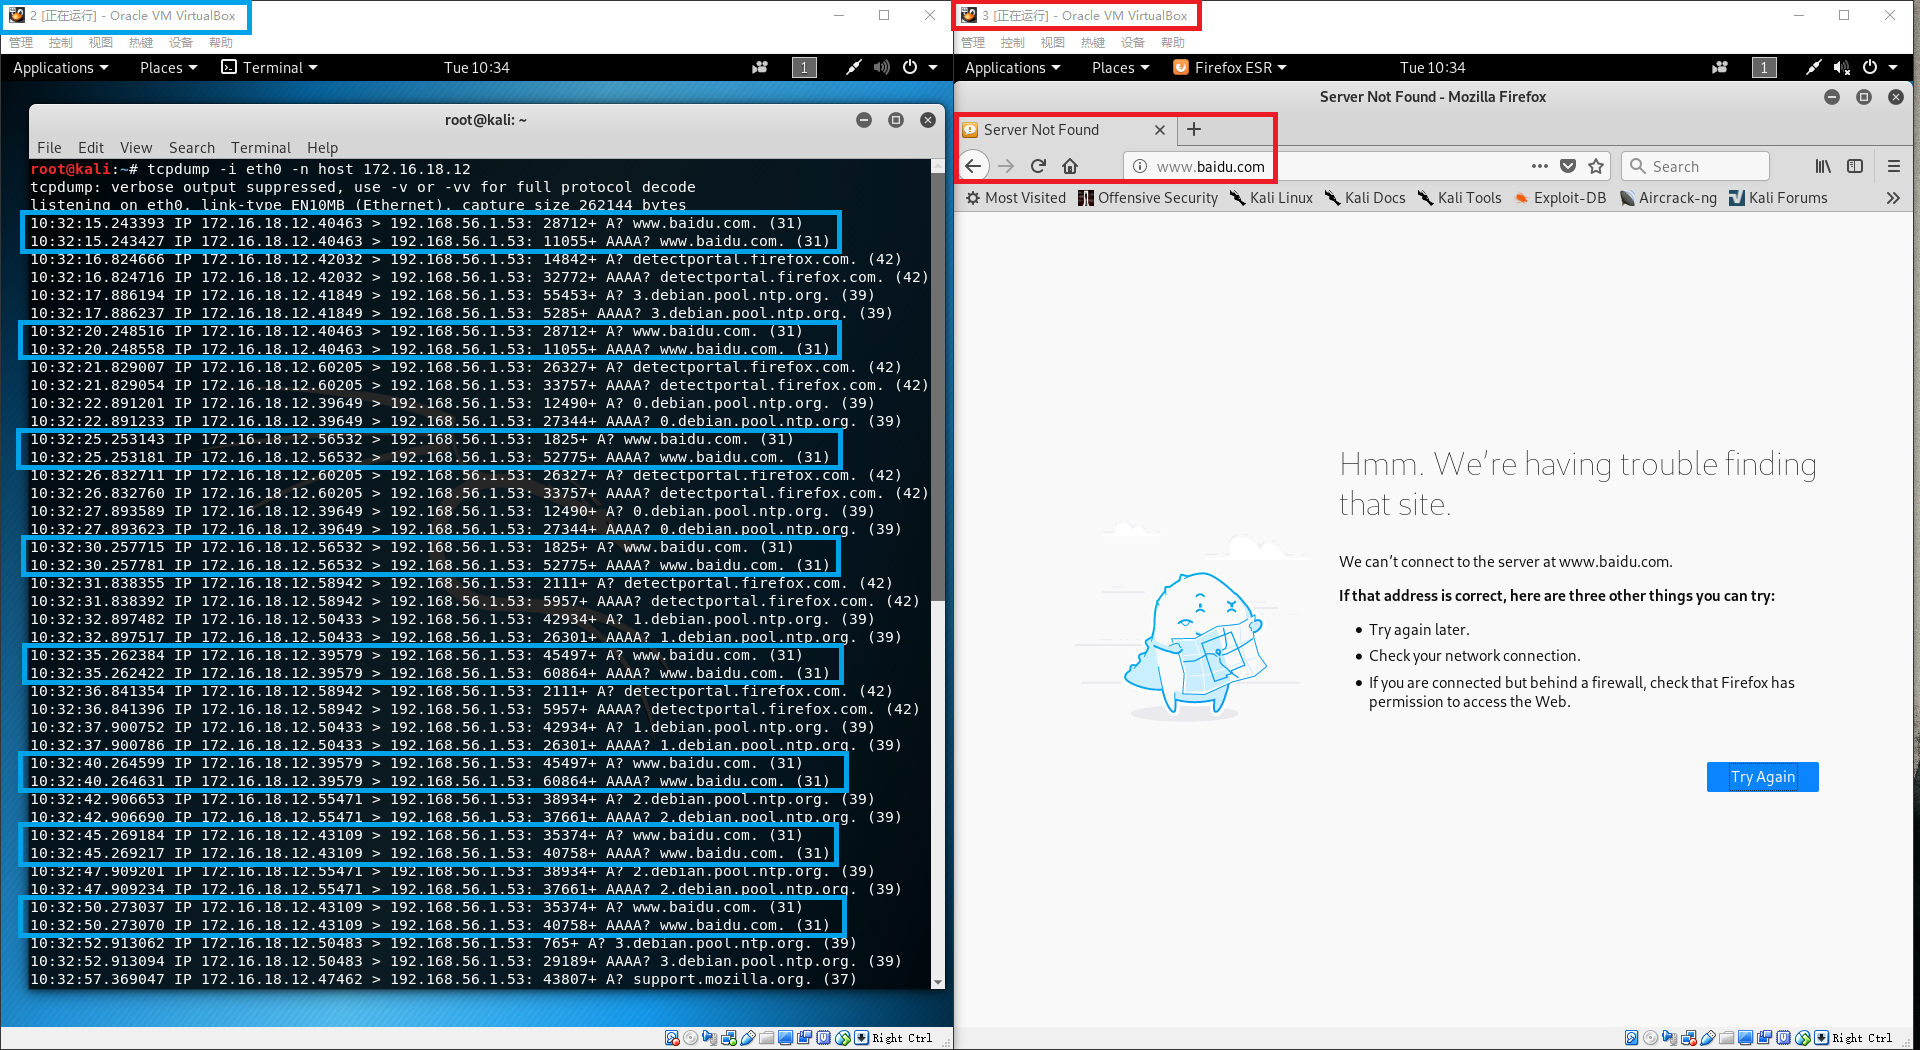 2 [正在运行] - Oracle VM VirtualBox
管理 控制 视图 热键 设备 帮助
Applications Places Terminal Tue 10:34 1
root@kali: ~
File Edit View Search Terminal Help
root@kali:~# tcpdump -i eth0 -n host 172.16.18.12
tcpdump: verbose output suppressed, use -v or -vv for full protocol decode
listening on eth0, link-type EN10MB (Ethernet), capture size 262144 bytes
10:32:15.243393 IP 172.16.18.12.40463 > 192.168.56.1.53: 28712+ A? www.baidu.com. (31)
10:32:15.243427 IP 172.16.18.12.40463 > 192.168.56.1.53: 11055+ AAAA? www.baidu.com. (31)
10:32:16.824666 IP 172.16.18.12.42032 > 192.168.56.1.53: 14842+ A? detectportal.firefox.com. (42)
10:32:16.824716 IP 172.16.18.12.42032 > 192.168.56.1.53: 32772+ AAAA? detectportal.firefox.com. (42)
10:32:17.886194 IP 172.16.18.12.41849 > 192.168.56.1.53: 55453+ A? 3.debian.pool.ntp.org. (39)
10:32:17.886237 IP 172.16.18.12.41849 > 192.168.56.1.53: 5285+ AAAA? 3.debian.pool.ntp.org. (39)
10:32:20.248516 IP 172.16.18.12.40463 > 192.168.56.1.53: 28712+ A? www.baidu.com. (31)
10:32:20.248558 IP 172.16.18.12.40463 > 192.168.56.1.53: 11055+ AAAA? www.baidu.com. (31)
10:32:21.829007 IP 172.16.18.12.60205 > 192.168.56.1.53: 26327+ A? detectportal.firefox.com. (42)
10:32:21.829054 IP 172.16.18.12.60205 > 192.168.56.1.53: 33757+ AAAA? detectportal.firefox.com. (42)
10:32:22.891201 IP 172.16.18.12.39649 > 192.168.56.1.53: 12490+ A? 0.debian.pool.ntp.org. (39)
10:32:22.891233 IP 172.16.18.12.39649 > 192.168.56.1.53: 27344+ AAAA? 0.debian.pool.ntp.org. (39)
10:32:25.253143 IP 172.16.18.12.56532 > 192.168.56.1.53: 1825+ A? www.baidu.com. (31)
10:32:25.253181 IP 172.16.18.12.56532 > 192.168.56.1.53: 52775+ AAAA? www.baidu.com. (31)
10:32:26.832711 IP 172.16.18.12.60205 > 192.168.56.1.53: 26327+ A? detectportal.firefox.com. (42)
10:32:26.832760 IP 172.16.18.12.60205 > 192.168.56.1.53: 33757+ AAAA? detectportal.firefox.com. (42)
10:32:27.893589 IP 172.16.18.12.39649 > 192.168.56.1.53: 12490+ A? 0.debian.pool.ntp.org. (39)
10:32:27.893623 IP 172.16.18.12.39649 > 192.168.56.1.53: 27344+ AAAA? 0.debian.pool.ntp.org. (39)
10:32:30.257715 IP 172.16.18.12.56532 > 192.168.56.1.53: 1825+ A? www.baidu.com. (31)
10:32:30.257781 IP 172.16.18.12.56532 > 192.168.56.1.53: 52775+ AAAA? www.baidu.com. (31)
10:32:31.838355 IP 172.16.18.12.58942 > 192.168.56.1.53: 2111+ A? detectportal.firefox.com. (42)
10:32:31.838392 IP 172.16.18.12.58942 > 192.168.56.1.53: 5957+ AAAA? detectportal.firefox.com. (42)
10:32:32.897482 IP 172.16.18.12.50433 > 192.168.56.1.53: 42934+ A? 1.debian.pool.ntp.org. (39)
10:32:32.897517 IP 172.16.18.12.50433 > 192.168.56.1.53: 26301+ AAAA? 1.debian.pool.ntp.org. (39)
10:32:35.262384 IP 172.16.18.12.39579 > 192.168.56.1.53: 45497+ A? www.baidu.com. (31)
10:32:35.262422 IP 172.16.18.12.39579 > 192.168.56.1.53: 60864+ AAAA? www.baidu.com. (31)
10:32:36.841354 IP 172.16.18.12.58942 > 192.168.56.1.53: 2111+ A? detectportal.firefox.com. (42)
10:32:36.841396 IP 172.16.18.12.58942 > 192.168.56.1.53: 5957+ AAAA? detectportal.firefox.com. (42)
10:32:37.900752 IP 172.16.18.12.50433 > 192.168.56.1.53: 42934+ A? 1.debian.pool.ntp.org. (39)
10:32:37.900786 IP 172.16.18.12.50433 > 192.168.56.1.53: 26301+ AAAA? 1.debian.pool.ntp.org. (39)
10:32:40.264599 IP 172.16.18.12.39579 > 192.168.56.1.53: 45497+ A? www.baidu.com. (31)
10:32:40.264631 IP 172.16.18.12.39579 > 192.168.56.1.53: 60864+ AAAA? www.baidu.com. (31)
10:32:42.906653 IP 172.16.18.12.55471 > 192.168.56.1.53: 38934+ A? 2.debian.pool.ntp.org. (39)
10:32:42.906690 IP 172.16.18.12.55471 > 192.168.56.1.53: 37661+ AAAA? 2.debian.pool.ntp.org. (39)
10:32:45.269184 IP 172.16.18.12.43109 > 192.168.56.1.53: 35374+ A? www.baidu.com. (31)
10:32:45.269217 IP 172.16.18.12.43109 > 192.168.56.1.53: 40758+ AAAA? www.baidu.com. (31)
10:32:47.909201 IP 172.16.18.12.55471 > 192.168.56.1.53: 38934+ A? 2.debian.pool.ntp.org. (39)
10:32:47.909234 IP 172.16.18.12.55471 > 192.168.56.1.53: 37661+ AAAA? 2.debian.pool.ntp.org. (39)
10:32:50.273037 IP 172.16.18.12.43109 > 192.168.56.1.53: 35374+ A? www.baidu.com. (31)
10:32:50.273070 IP 172.16.18.12.43109 > 192.168.56.1.53: 40758+ AAAA? www.baidu.com. (31)
10:32:52.913062 IP 172.16.18.12.50483 > 192.168.56.1.53: 765+ A? 3.debian.pool.ntp.org. (39)
10:32:52.913094 IP 172.16.18.12.50483 > 192.168.56.1.53: 29189+ AAAA? 3.debian.pool.ntp.org. (39)
10:32:57.369047 IP 172.16.18.12.47462 > 192.168.56.1.53: 43807+ A? support.mozilla.org. (37)
Right Ctrl
3 [正在运行] - Oracle VM VirtualBox
管理 控制 视图 热键 设备 帮助
Applications Places Firefox ESR Tue 10:34 1
Server Not Found - Mozilla Firefox
Server Not Found
www.baidu.com Search
Most Visited Offensive Security Kali Linux Kali Docs Kali Tools Exploit-DB Aircrack-ng Kali Forums
Hmm. We're having trouble finding
that site.
We can't connect to the server at www.baidu.com.
If that address is correct, here are three other things you can try:
• Try again later.
• Check your network connection.
• If you are connected but behind a firewall, check that Firefox has
permission to access the Web.
Try Again
Right Ctrl